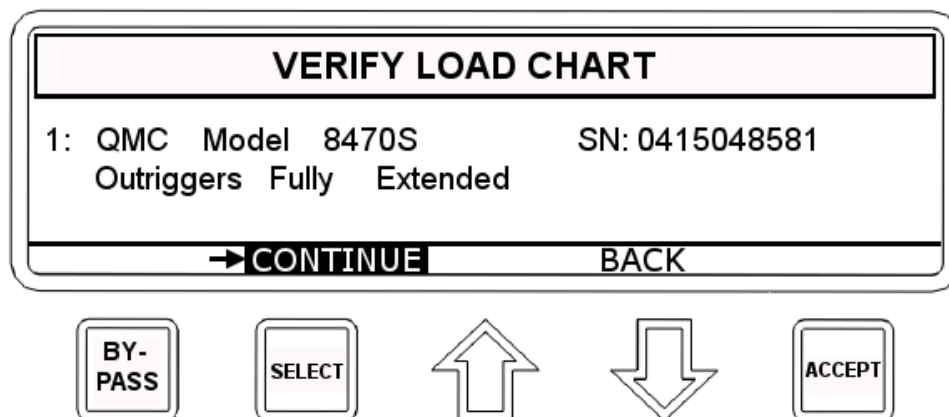 VERIFY LOAD CHART
1: QMC Model 8470S SN: 0415048581
Outriggers Fully Extended
CONTINUE BACK
BY-
PASS
SELECT
ACCEPT